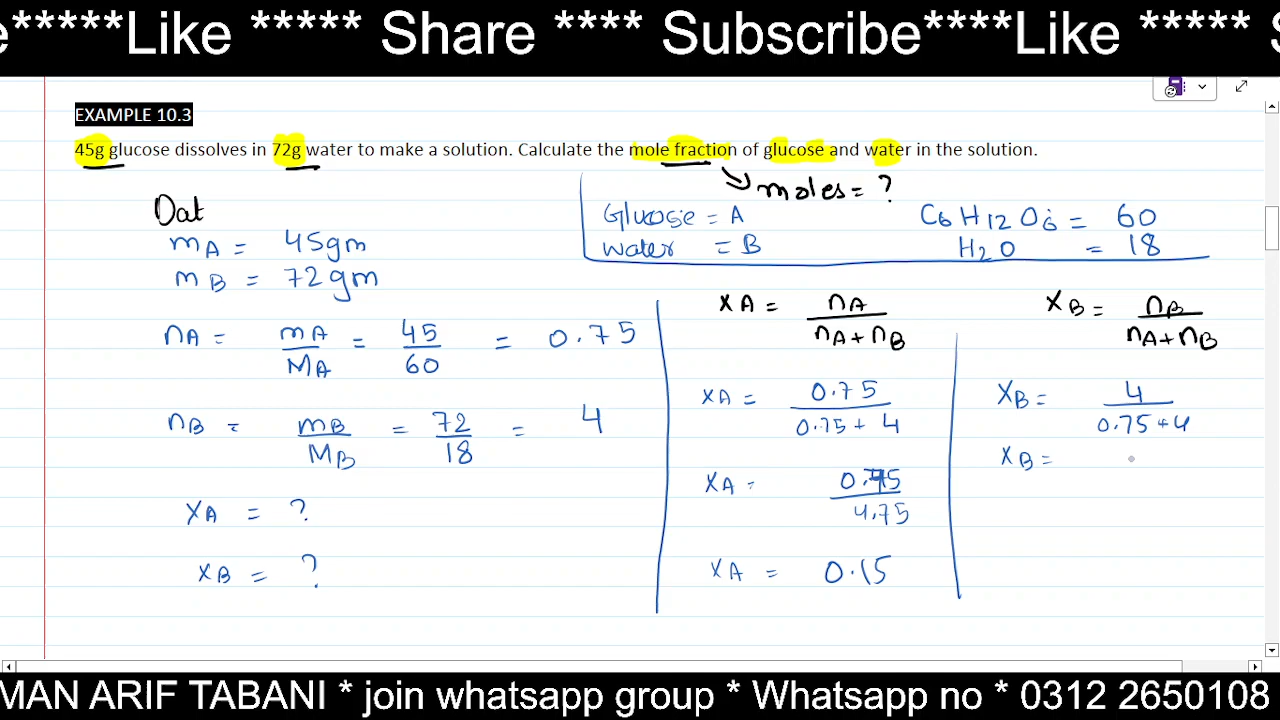 e*****Like ***** Share **** Subscribe****Like ***** S
EXAMPLE 10.3
45g glucose dissolves in 72g water to make a solution. Calculate the mole fraction of glucose and water in the solution.
moles = ?
Glucose = A
water = B
C6 H12 O6 = 60
H2O = 18
Dat
mA = 45gm
mB = 72gm
nA = mA / MA = 45 / 60 = 0.75
nB = mB / MB = 72 / 18 = 4
XA = ?
XB = ?
XA = nA / nA + nB
XA = 0.75 / 0.75 + 4
XA = 0.75 / 4.75
XA = 0.15
XB = nB / nA + nB
XB = 4 / 0.75 + 4
XB =
MAN ARIF TABANI * join whatsapp group * Whatsapp no * 0312 2650108